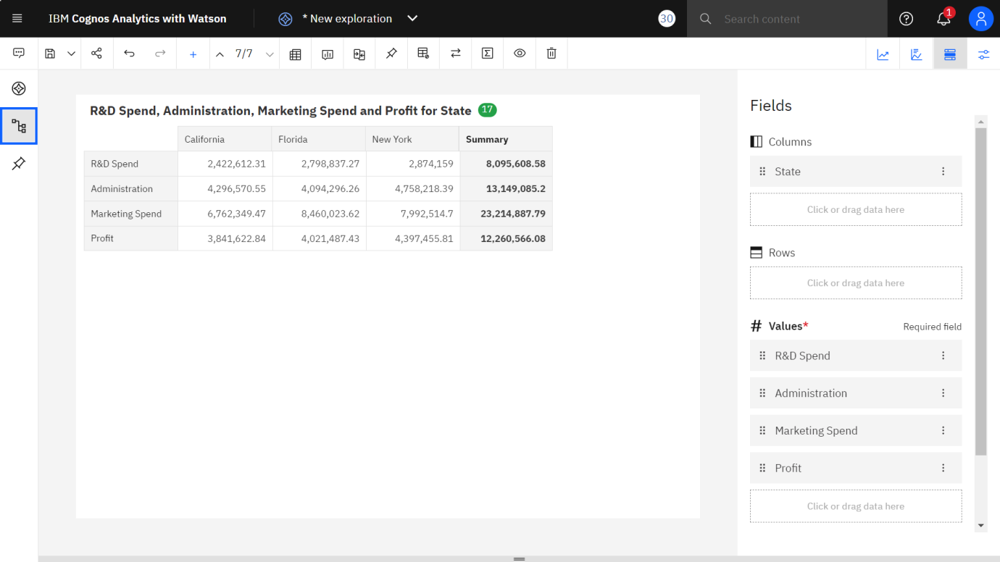 IBM Cognos Analytics with Watson
* New exploration
30
Search content
1
7/7
R&D Spend, Administration, Marketing Spend and Profit for State 17
California Florida New York Summary
R&D Spend 2,422,612.31 2,798,837.27 2,874,159 8,095,608.58
Administration 4,296,570.55 4,094,296.26 4,758,218.39 13,149,085.2
Marketing Spend 6,762,349.47 8,460,023.62 7,992,514.7 23,214,887.79
Profit 3,841,622.84 4,021,487.43 4,397,455.81 12,260,566.08
Fields
Columns
State
Click or drag data here
Rows
Click or drag data here
# Values* Required field
R&D Spend
Administration
Marketing Spend
Profit
Click or drag data here